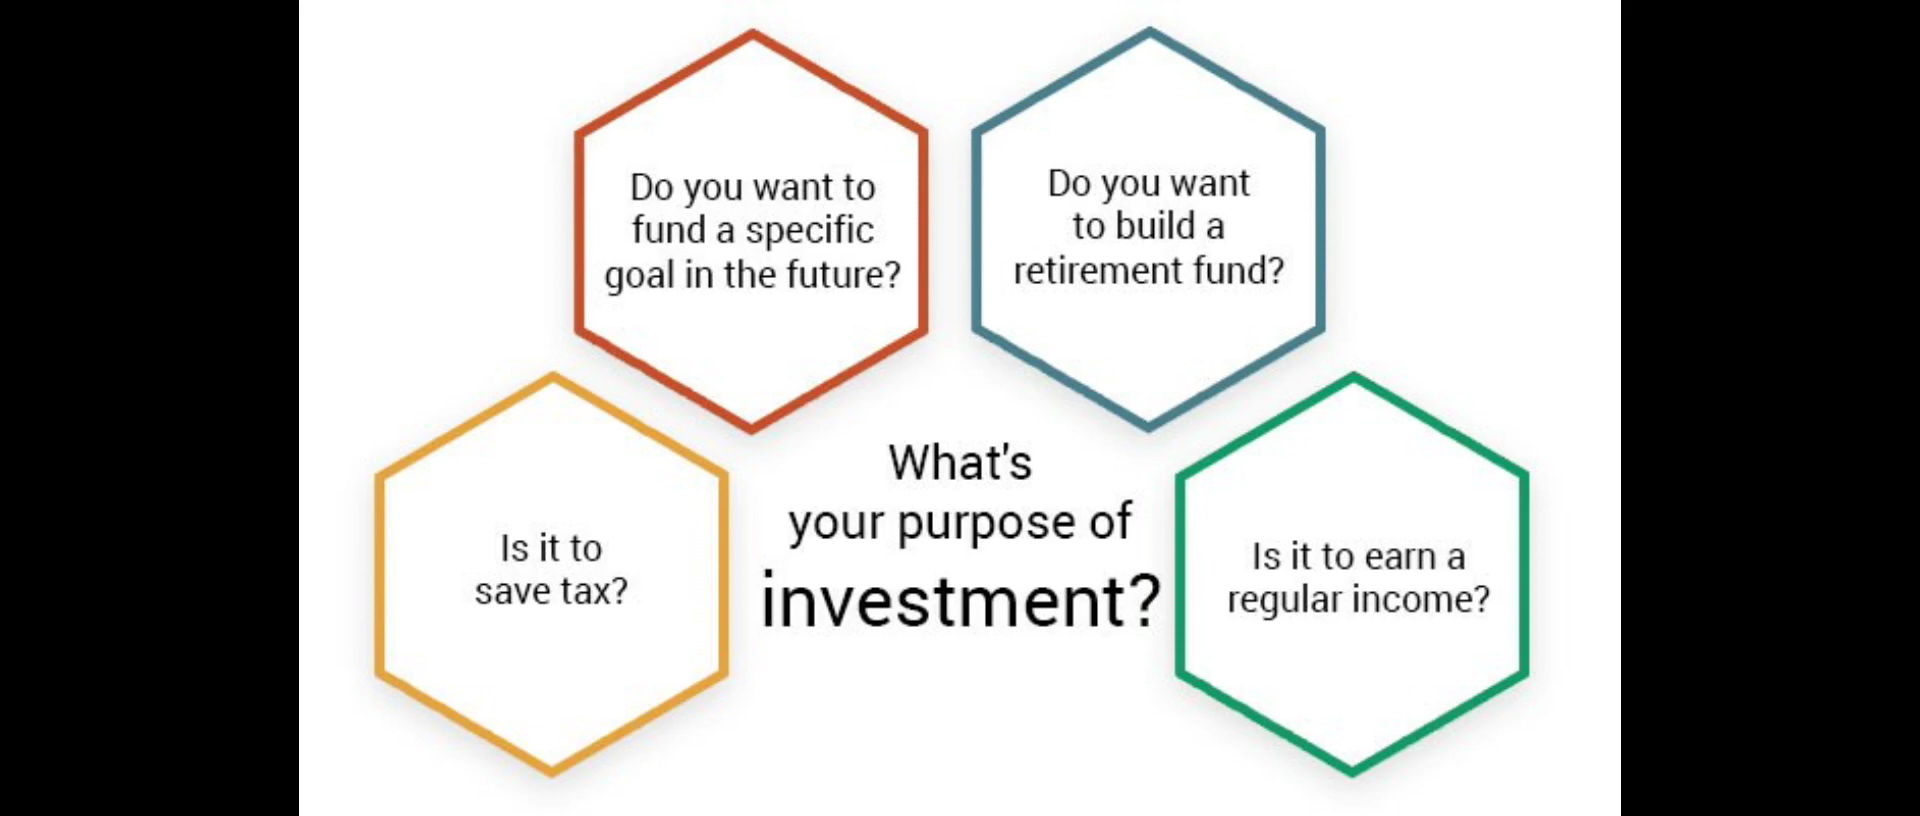 Do you want to
fund a specific
goal in the future?
Do you want
to build a
retirement fund?
Is it to
save tax?
What's
your purpose of
investment?
Is it to earn a
regular income?